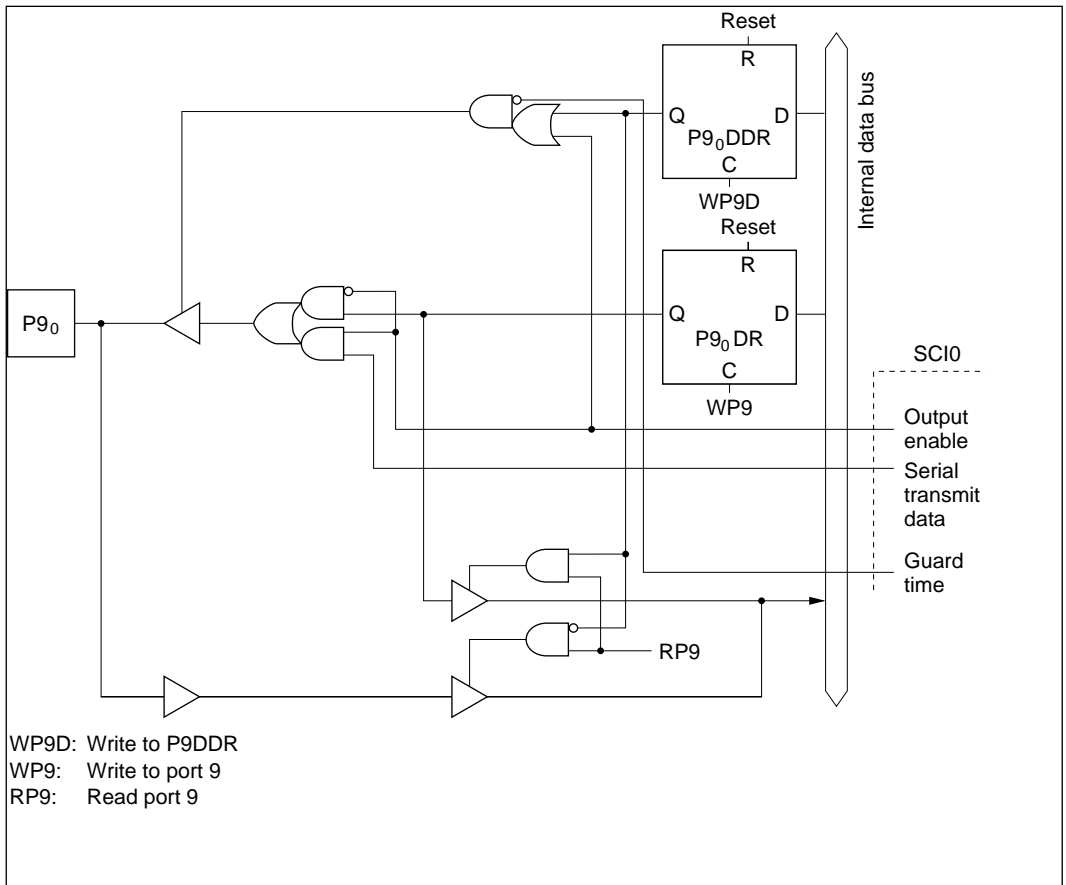 Reset
R
Q
D
P9₀DDR
C
WP9D
Internal data bus
Reset
R
P9₀
Q
D
P9₀DR
C
WP9
SCI0
Output
enable
Serial
transmit
data
Guard
time
RP9
WP9D: Write to P9DDR
WP9: Write to port 9
RP9: Read port 9